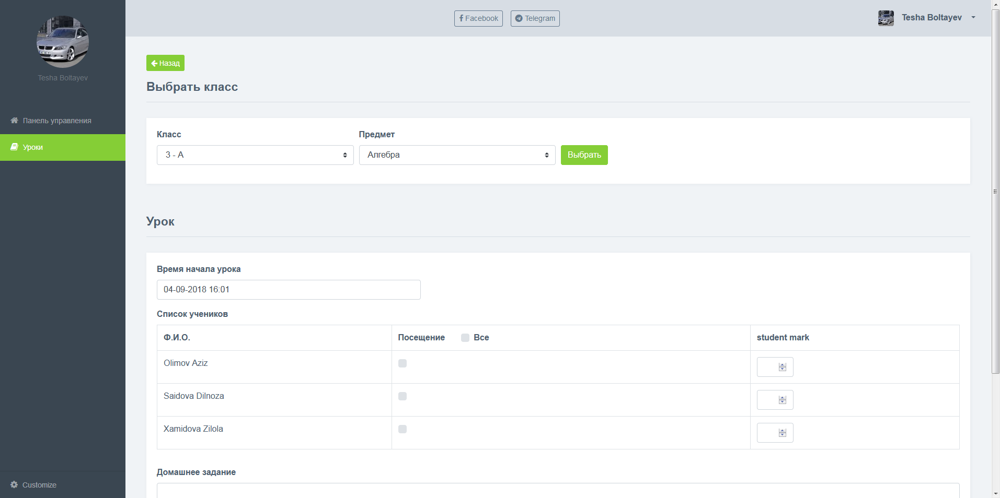 Facebook
Telegram
Tesha Boltayev
Tesha Boltayev
Панель управления
Уроки
Customize
Назад
Выбрать класс
Класс
Предмет
3 - А
Алгебра
Выбрать
Урок
Время начала урока
04-09-2018 16:01
Список учеников
Ф.И.О.
Посещение
Все
student mark
Olimov Aziz
Saidova Dilnoza
Xamidova Zilola
Домашнее задание